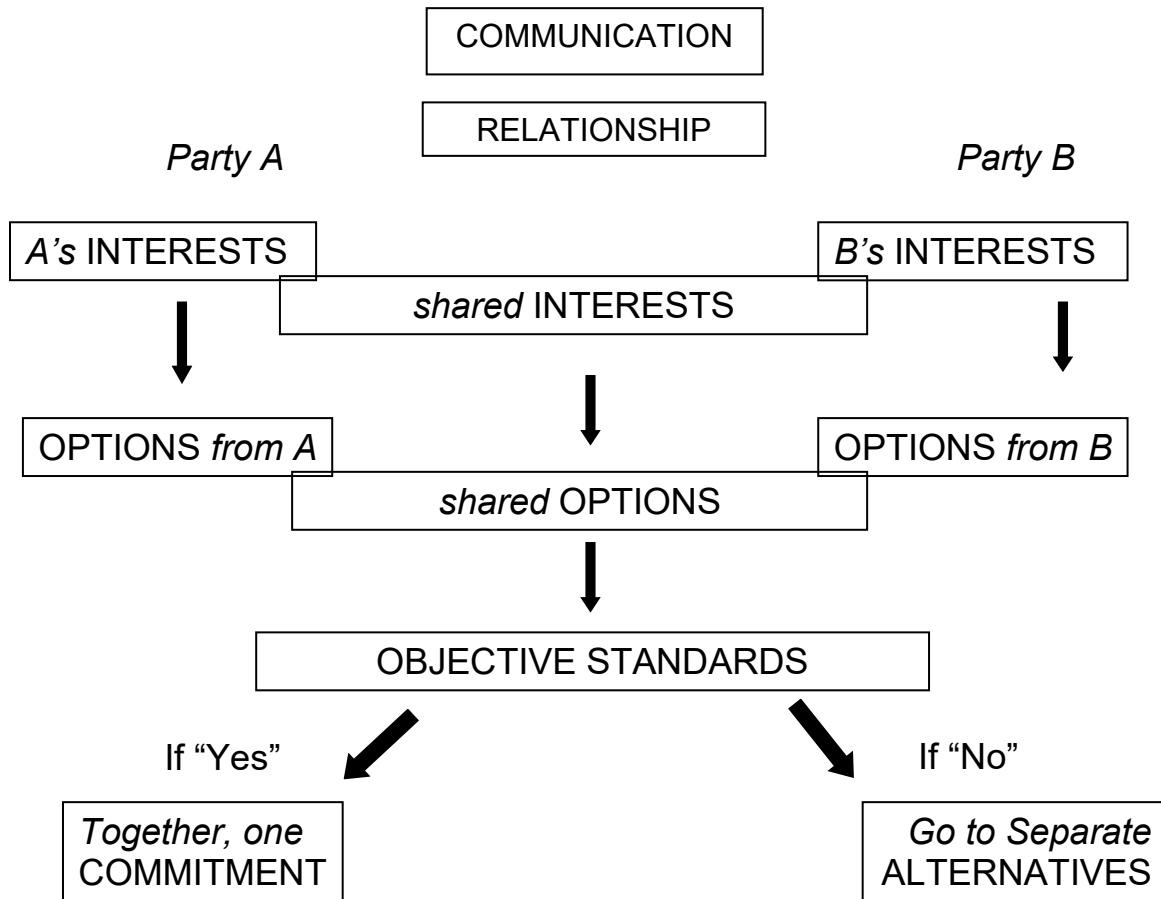 COMMUNICATION
RELATIONSHIP
Party A
Party B
A’s INTERESTS
B’s INTERESTS
shared INTERESTS
OPTIONS from A
OPTIONS from B
shared OPTIONS
OBJECTIVE STANDARDS
If “Yes”
If “No”
Together, one
COMMITMENT
Go to Separate
ALTERNATIVES